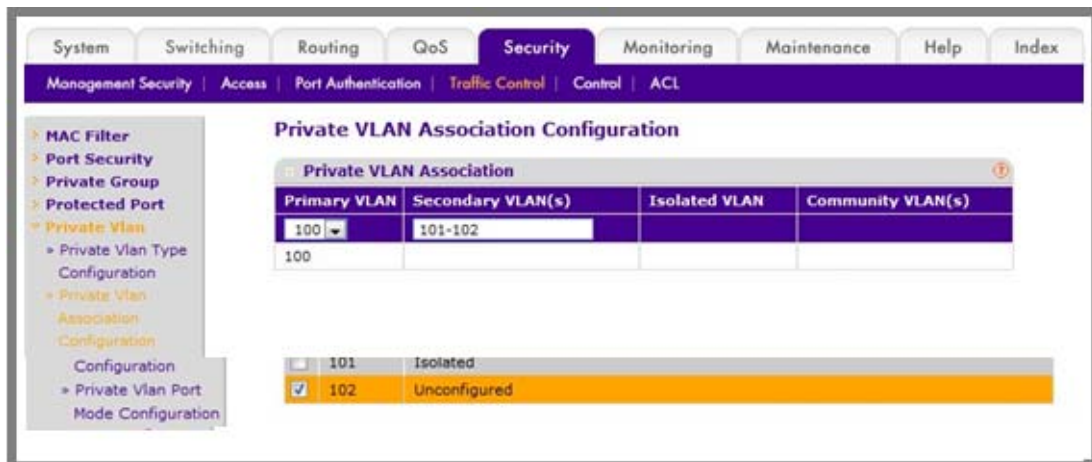 System Switching Routing QoS Security Monitoring Maintenance Help Index
Management Security | Access | Port Authentication | Traffic Control | Control | ACL
MAC Filter
Port Security
Private Group
Protected Port
Private Vlan
» Private Vlan Type
Configuration
» Private Vlan
Association
Configuration
Configuration
» Private Vlan Port
Mode Configuration
Private VLAN Association Configuration
Private VLAN Association
Primary VLAN Secondary VLAN(s) Isolated VLAN Community VLAN(s)
100 101-102
100
101 Isolated
102 Unconfigured